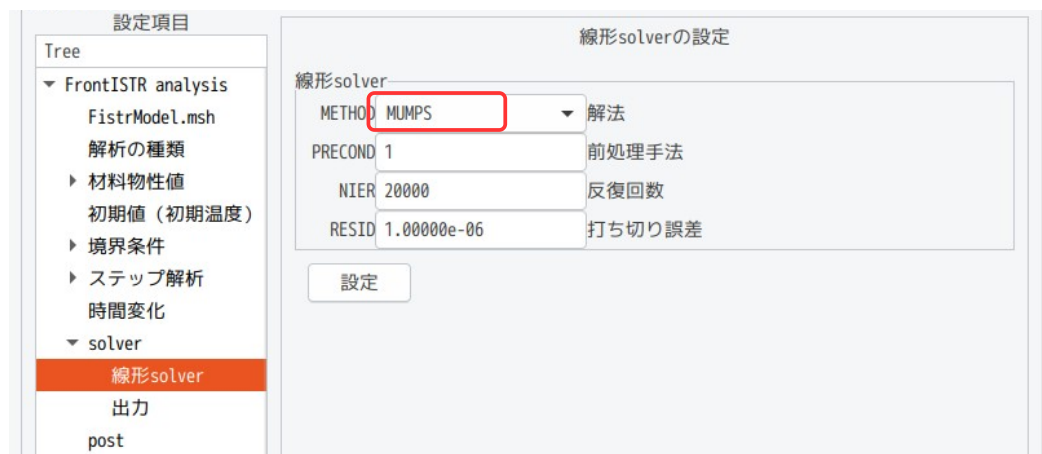 設定項目
Tree
FrontISTR analysis
FistrModel.msh
解析の種類
材料物性値
初期値（初期温度）
境界条件
ステップ解析
時間変化
solver
線形solver
出力
post
線形solverの設定
線形solver
METHOD MUMPS 解法
PRECOND 1 前処理手法
NIER 20000 反復回数
RESID 1.00000e-06 打ち切り誤差
設定